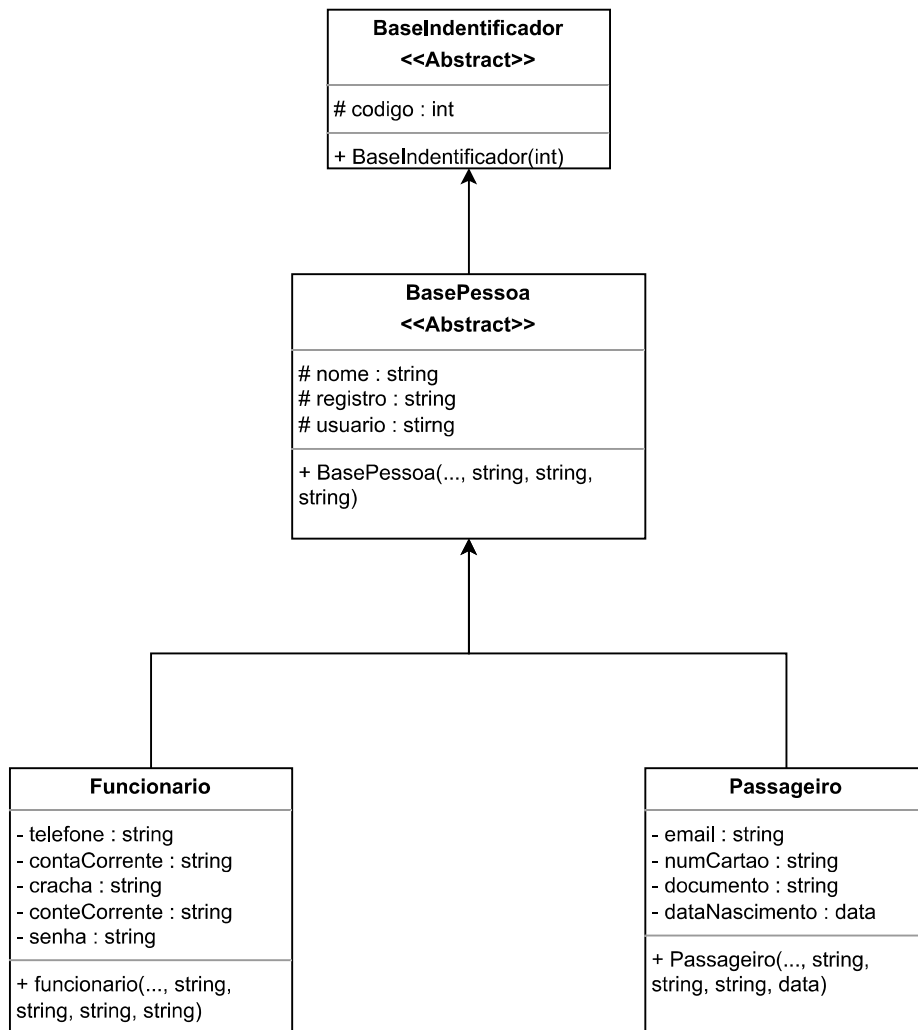 BaseIndentificador
<<Abstract>>
# codigo : int
+ BaseIndentificador(int)
BasePessoa
<<Abstract>>
# nome : string
# registro : string
# usuario : stirng
+ BasePessoa(..., string, string,
string)
Funcionario
- telefone : string
- contaCorrente : string
- cracha : string
- conteCorrente : string
- senha : string
+ funcionario(..., string,
string, string, string)
Passageiro
- email : string
- numCartao : string
- documento : string
- dataNascimento : data
+ Passageiro(..., string,
string, string, data)